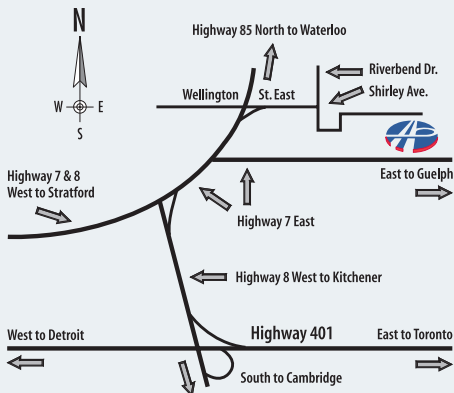 N
Highway 85 North to Waterloo
Riverbend Dr.
Wellington St. East
Shirley Ave.
W E
S
East to Guelph
Highway 7 & 8
West to Stratford
Highway 7 East
Highway 8 West to Kitchener
West to Detroit
Highway 401
East to Toronto
South to Cambridge